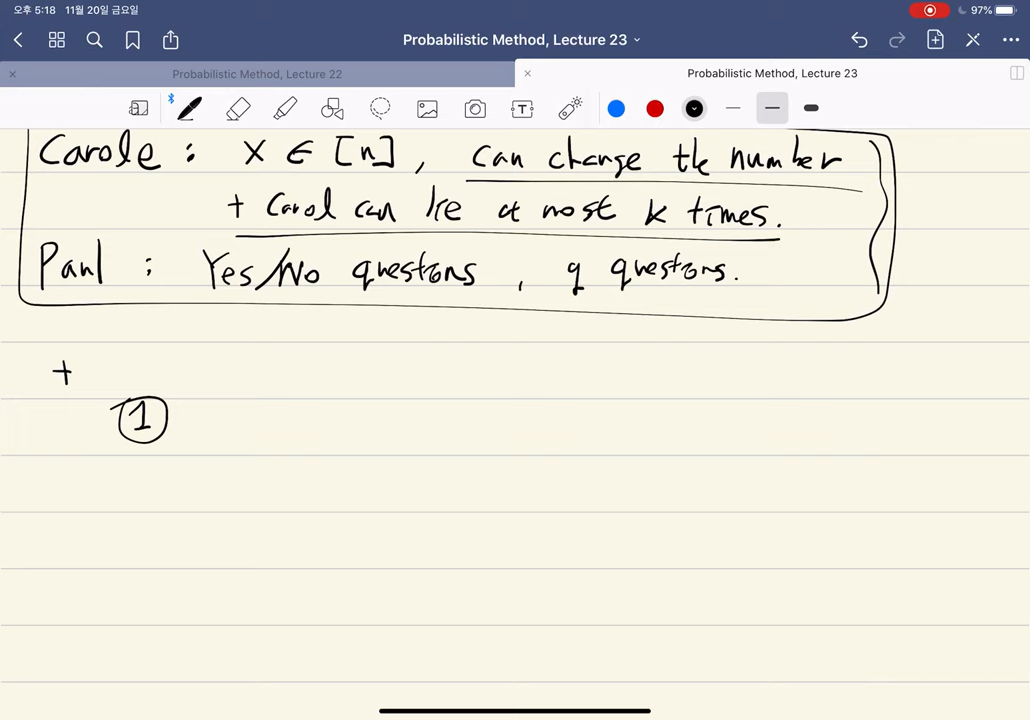 오후 5:18 11월 20일 금요일 97%
Probabilistic Method, Lecture 23
Probabilistic Method, Lecture 22 Probabilistic Method, Lecture 23
Carole : x ∈ [n], can change the number
+ Carol can lie at most k times.
Paul : Yes/No questions , q questions.
+
①